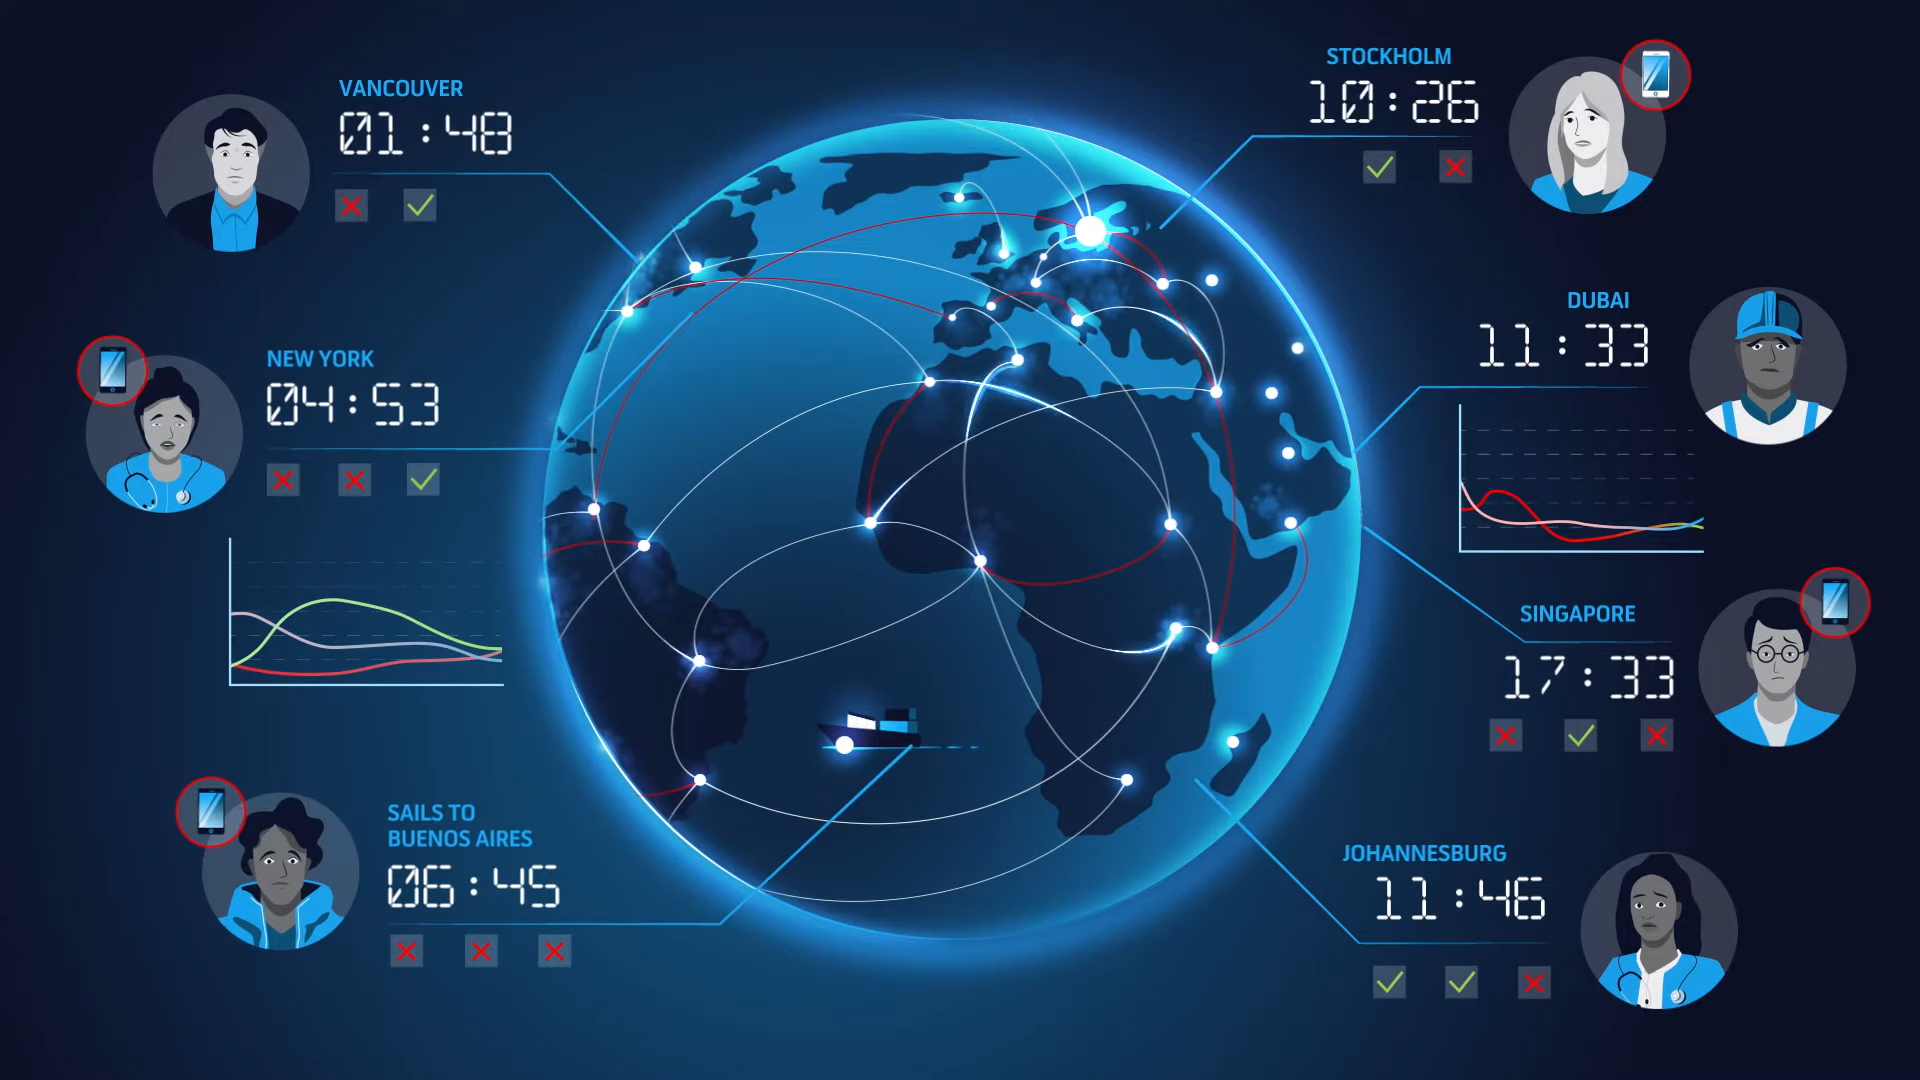 VANCOUVER
01:48
NEW YORK
04:53
SAILS TO
BUENOS AIRES
06:45
STOCKHOLM
10:26
DUBAI
11:33
SINGAPORE
17:33
JOHANNESBURG
11:46